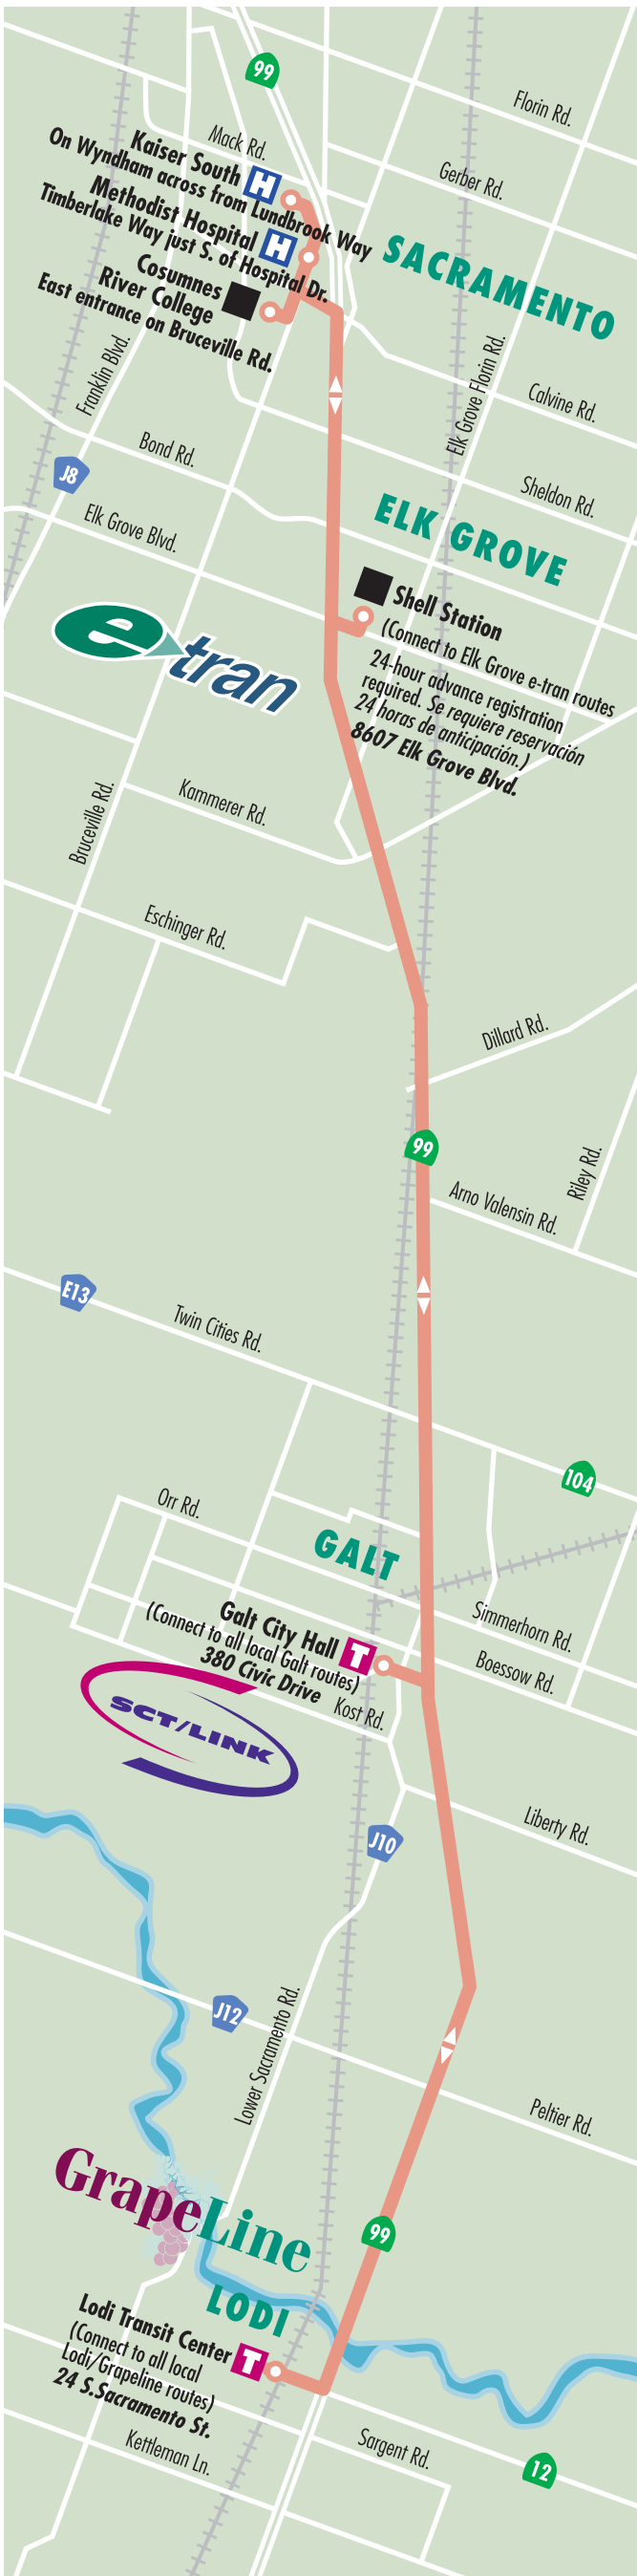 99
Florin Rd.
Mack Rd.
Gerber Rd.
Kaiser South
H
On Wyndham across from Lundbrook Way
Methodist Hospital
H
Timberlake Way just S. of Hospital Dr.
SACRAMENTO
Cosumnes
River College
East entrance on Bruceville Rd.
Franklin Blvd.
Elk Grove Florin Rd.
Calvine Rd.
Bond Rd.
J8
Sheldon Rd.
Elk Grove Blvd.
ELK GROVE
Shell Station
(Connect to Elk Grove e-tran routes
24-hour advance registration
required. Se requiere reservación
24 horas de anticipación.)
8607 Elk Grove Blvd.
e tran
Kammerer Rd.
Bruceville Rd.
Eschinger Rd.
Dillard Rd.
99
Riley Rd.
Arno Valensin Rd.
E13
Twin Cities Rd.
104
Orr Rd.
GALT
Simmerhorn Rd.
Galt City Hall
T
(Connect to all local Galt routes)
380 Civic Drive
Boessow Rd.
Kost Rd.
SCT/LINK
Liberty Rd.
J10
J12
Lower Sacramento Rd.
Peltier Rd.
GrapeLine
99
LODI
Lodi Transit Center
T
(Connect to all local
Lodi/Grapeline routes)
24 S.Sacramento St.
Kettleman Ln.
Sargent Rd.
12